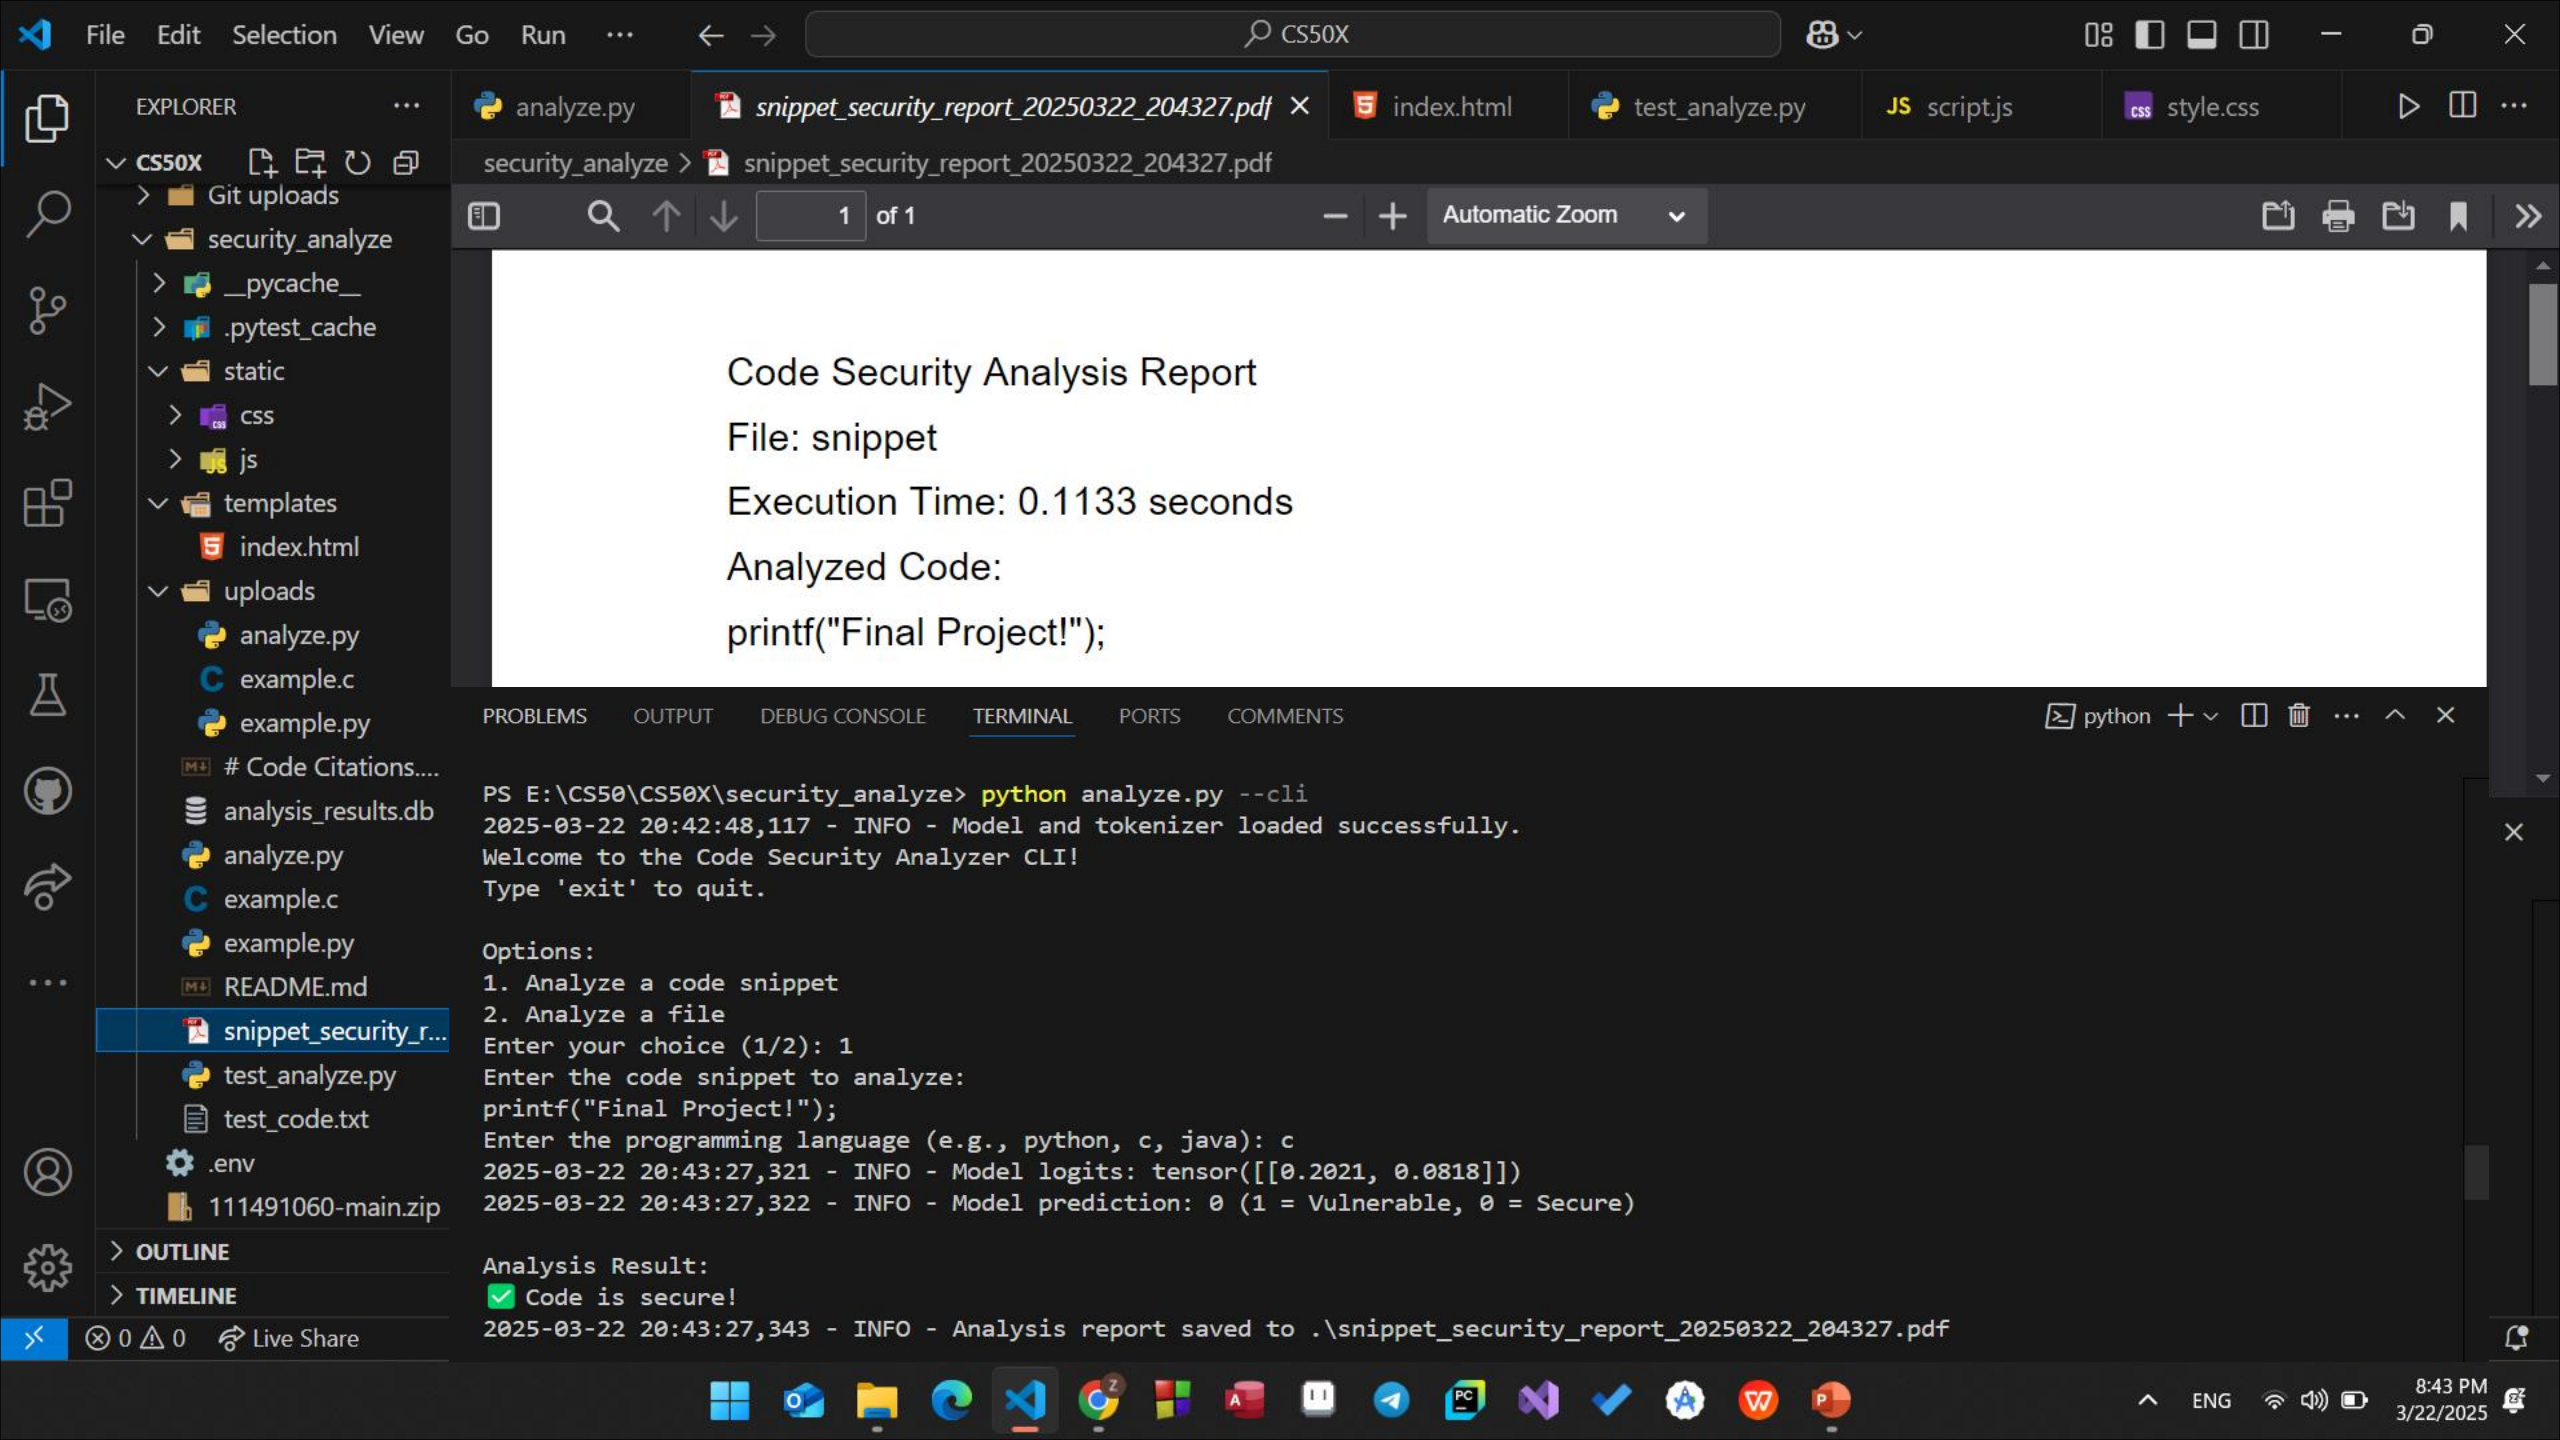 File Edit Selection View Go Run ··· CS50X
EXPLORER
CS50X
Git uploads
security_analyze
__pycache__
.pytest_cache
static
css
js
templates
index.html
uploads
analyze.py
example.c
example.py
# Code Citations....
analysis_results.db
analyze.py
example.c
example.py
README.md
snippet_security_r...
test_analyze.py
test_code.txt
.env
111491060-main.zip
OUTLINE
TIMELINE
analyze.py snippet_security_report_20250322_204327.pdf index.html test_analyze.py JS script.js css style.css
security_analyze > snippet_security_report_20250322_204327.pdf
1 of 1 Automatic Zoom
Code Security Analysis Report
File: snippet
Execution Time: 0.1133 seconds
Analyzed Code:
printf("Final Project!");
PROBLEMS OUTPUT DEBUG CONSOLE TERMINAL PORTS COMMENTS python
PS E:\CS50\CS50X\security_analyze> python analyze.py --cli
2025-03-22 20:42:48,117 - INFO - Model and tokenizer loaded successfully.
Welcome to the Code Security Analyzer CLI!
Type 'exit' to quit.
Options:
1. Analyze a code snippet
2. Analyze a file
Enter your choice (1/2): 1
Enter the code snippet to analyze:
printf("Final Project!");
Enter the programming language (e.g., python, c, java): c
2025-03-22 20:43:27,321 - INFO - Model logits: tensor([[0.2021, 0.0818]])
2025-03-22 20:43:27,322 - INFO - Model prediction: 0 (1 = Vulnerable, 0 = Secure)
Analysis Result:
✅ Code is secure!
2025-03-22 20:43:27,343 - INFO - Analysis report saved to .\snippet_security_report_20250322_204327.pdf
0 0 Live Share
ENG 8:43 PM
3/22/2025